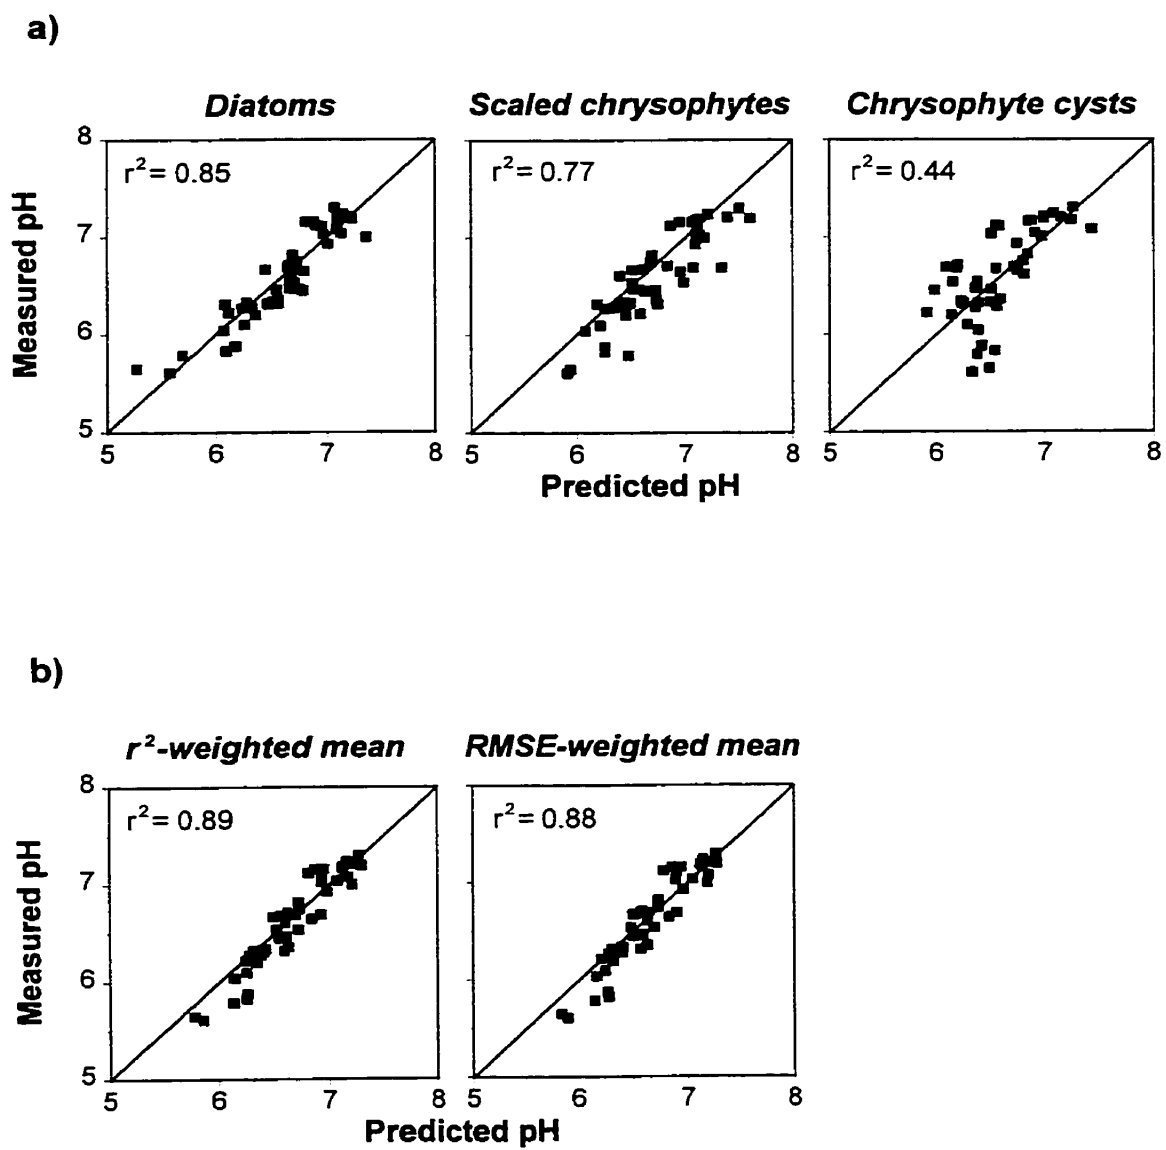 a)
Diatoms Scaled chrysophytes Chrysophyte cysts
8
r²= 0.85 r²= 0.77 r²= 0.44
Measured pH
7
6
5
5 6 7 8 5 6 7 8 5 6 7 8
Predicted pH
b)
r²-weighted mean RMSE-weighted mean
8
r²= 0.89 r²= 0.88
Measured pH
7
6
5
5 6 7 8 5 6 7 8
Predicted pH